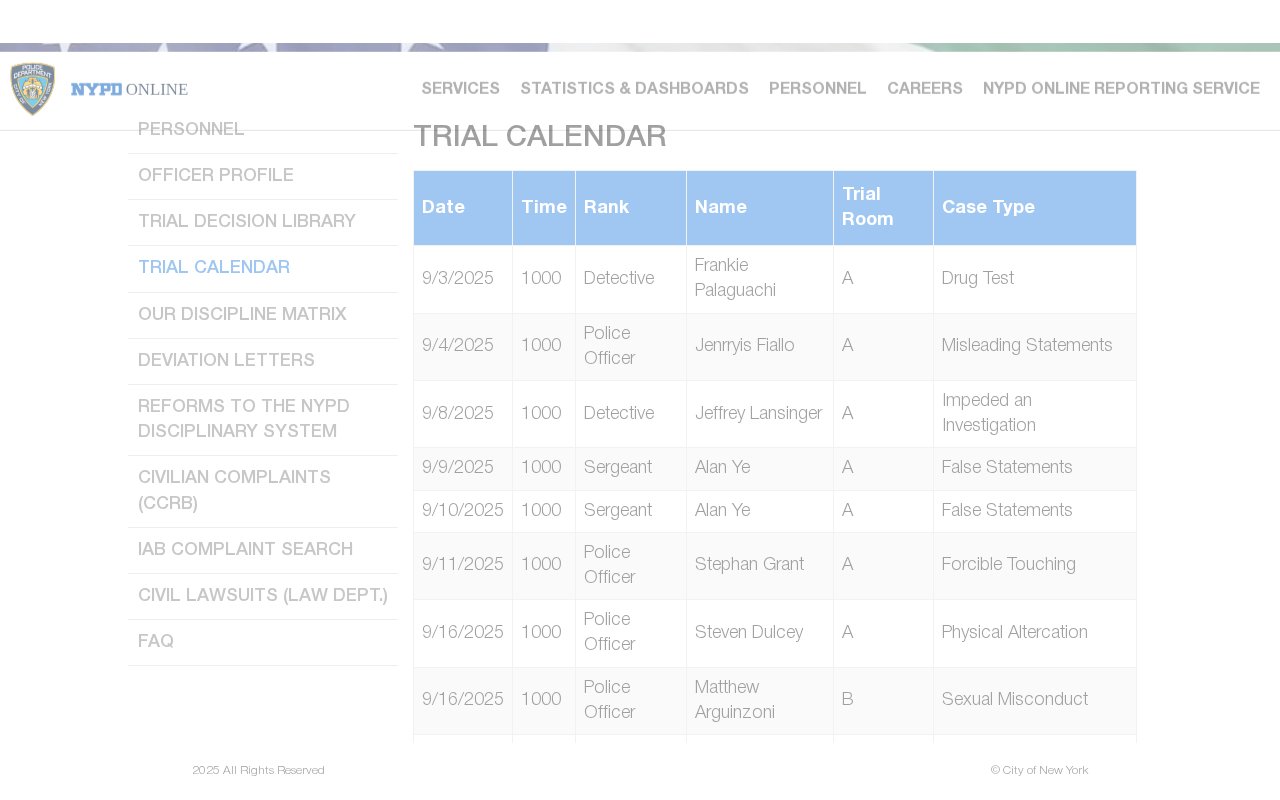 POLICE DEPARTMENT
NYPD ONLINE
SERVICES
STATISTICS & DASHBOARDS
PERSONNEL
CAREERS
NYPD ONLINE REPORTING SERVICE
PERSONNEL
OFFICER PROFILE
TRIAL DECISION LIBRARY
TRIAL CALENDAR
OUR DISCIPLINE MATRIX
DEVIATION LETTERS
REFORMS TO THE NYPD
DISCIPLINARY SYSTEM
CIVILIAN COMPLAINTS
(CCRB)
IAB COMPLAINT SEARCH
CIVIL LAWSUITS (LAW DEPT.)
FAQ
TRIAL CALENDAR
Date Time Rank Name Trial Room Case Type
9/3/2025 1000 Detective Frankie Palaguachi A Drug Test
9/4/2025 1000 Police Officer Jenrryis Fiallo A Misleading Statements
9/8/2025 1000 Detective Jeffrey Lansinger A Impeded an Investigation
9/9/2025 1000 Sergeant Alan Ye A False Statements
9/10/2025 1000 Sergeant Alan Ye A False Statements
9/11/2025 1000 Police Officer Stephan Grant A Forcible Touching
9/16/2025 1000 Police Officer Steven Dulcey A Physical Altercation
9/16/2025 1000 Police Officer Matthew Arguinzoni B Sexual Misconduct
2025 All Rights Reserved
© City of New York